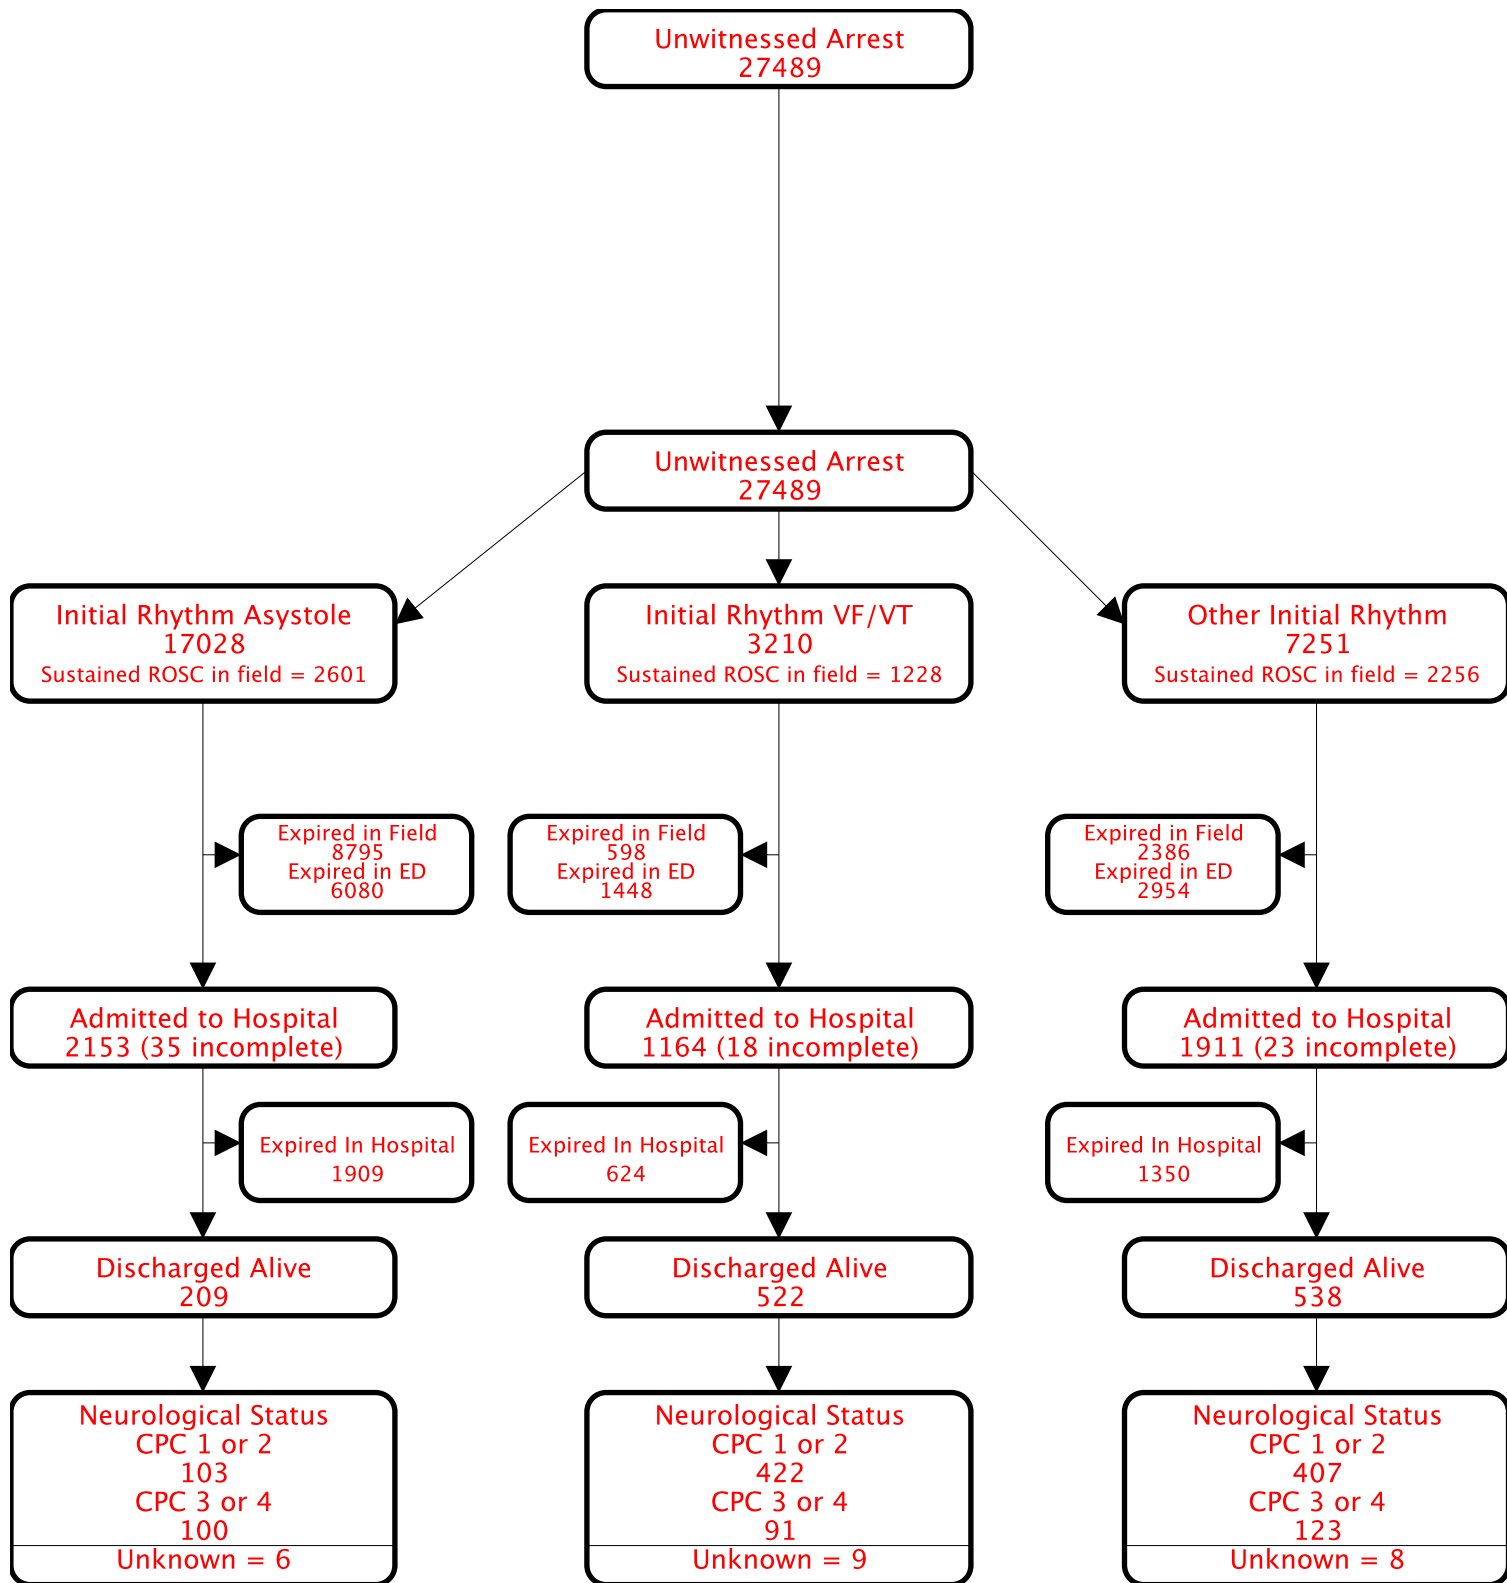 Unwitnessed Arrest
27489
Unwitnessed Arrest
27489
Initial Rhythm Asystole
17028
Sustained ROSC in field = 2601
Initial Rhythm VF/VT
3210
Sustained ROSC in field = 1228
Other Initial Rhythm
7251
Sustained ROSC in field = 2256
Expired in Field
8795
Expired in ED
6080
Expired in Field
598
Expired in ED
1448
Expired in Field
2386
Expired in ED
2954
Admitted to Hospital
2153 (35 incomplete)
Admitted to Hospital
1164 (18 incomplete)
Admitted to Hospital
1911 (23 incomplete)
Expired In Hospital
1909
Expired In Hospital
624
Expired In Hospital
1350
Discharged Alive
209
Discharged Alive
522
Discharged Alive
538
Neurological Status
CPC 1 or 2
103
CPC 3 or 4
100
Unknown = 6
Neurological Status
CPC 1 or 2
422
CPC 3 or 4
91
Unknown = 9
Neurological Status
CPC 1 or 2
407
CPC 3 or 4
123
Unknown = 8